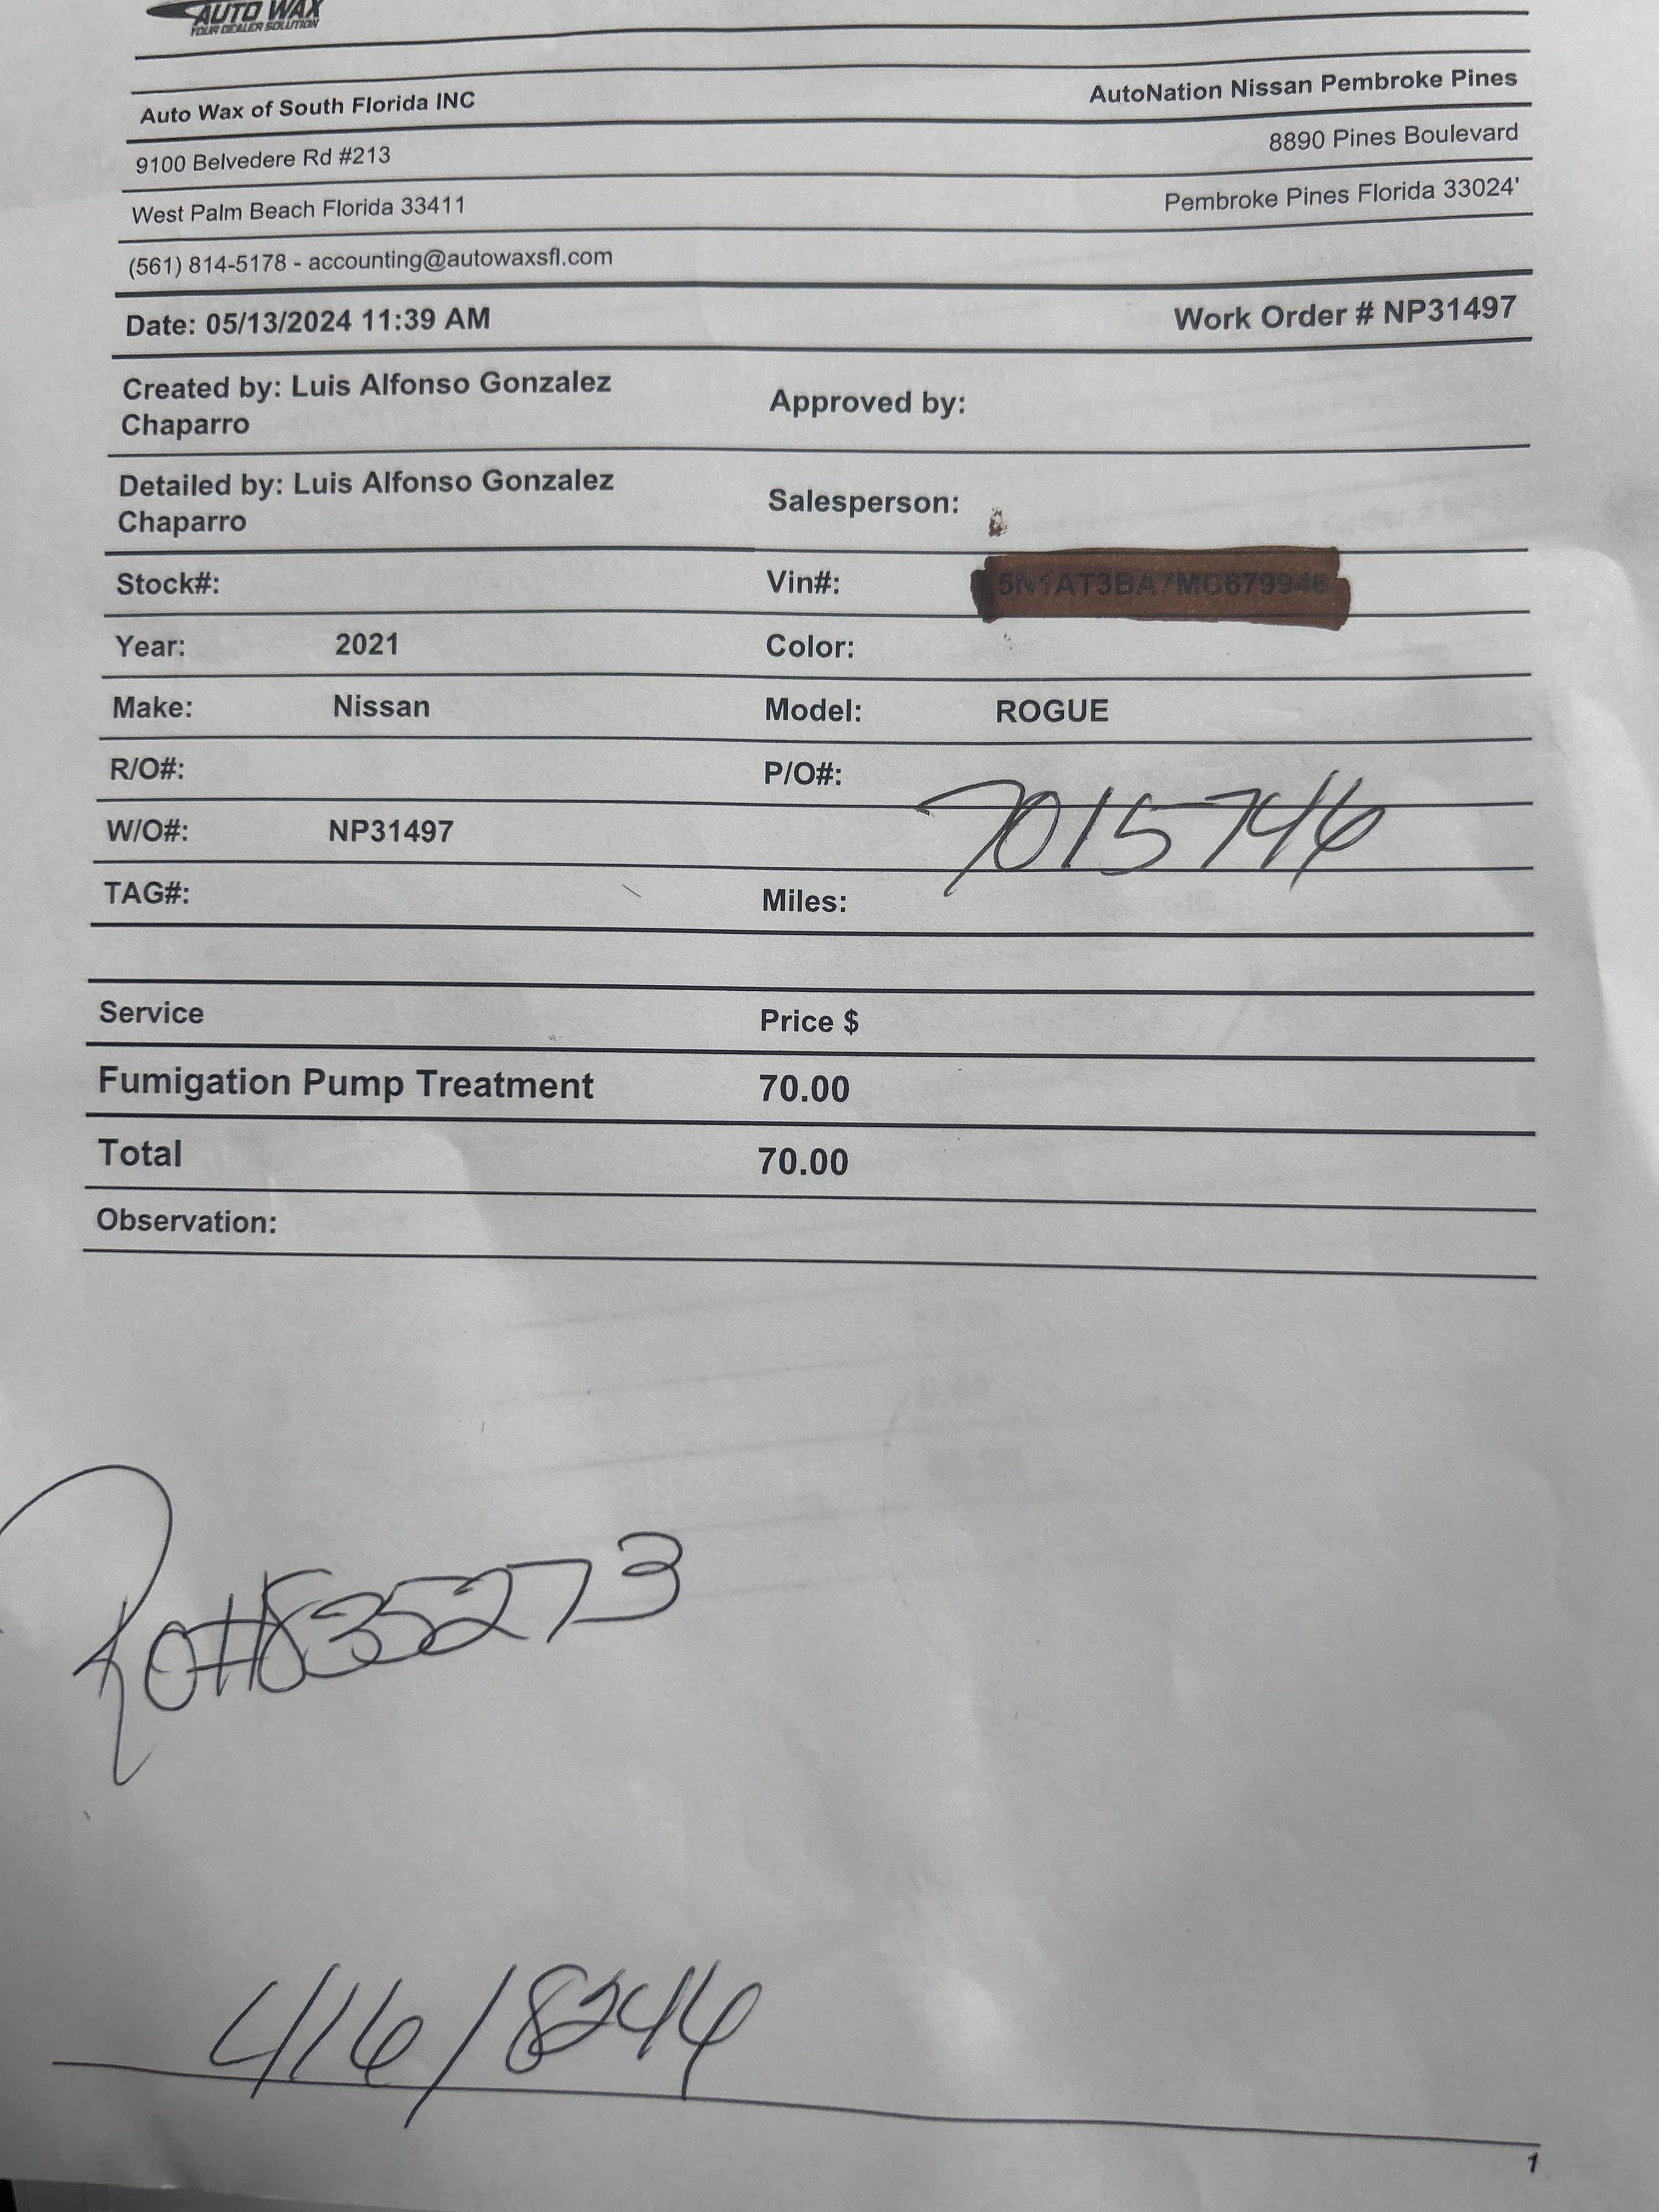 AUTO WAX
YOUR DEALER SOLUTION
Auto Wax of South Florida INC AutoNation Nissan Pembroke Pines
9100 Belvedere Rd #213 8890 Pines Boulevard
West Palm Beach Florida 33411 Pembroke Pines Florida 33024'
(561) 814-5178 - accounting@autowaxsfl.com
Date: 05/13/2024 11:39 AM Work Order # NP31497
Created by: Luis Alfonso Gonzalez Approved by:
Chaparro
Detailed by: Luis Alfonso Gonzalez Salesperson:
Chaparro
Stock#: Vin#:
Year: 2021 Color:
Make: Nissan Model: ROGUE
R/O#: P/O#:
7015746
W/O#: NP31497
TAG#: Miles:
Service Price $
Fumigation Pump Treatment 70.00
Total 70.00
Observation:
Ro#835273
416/8244
1